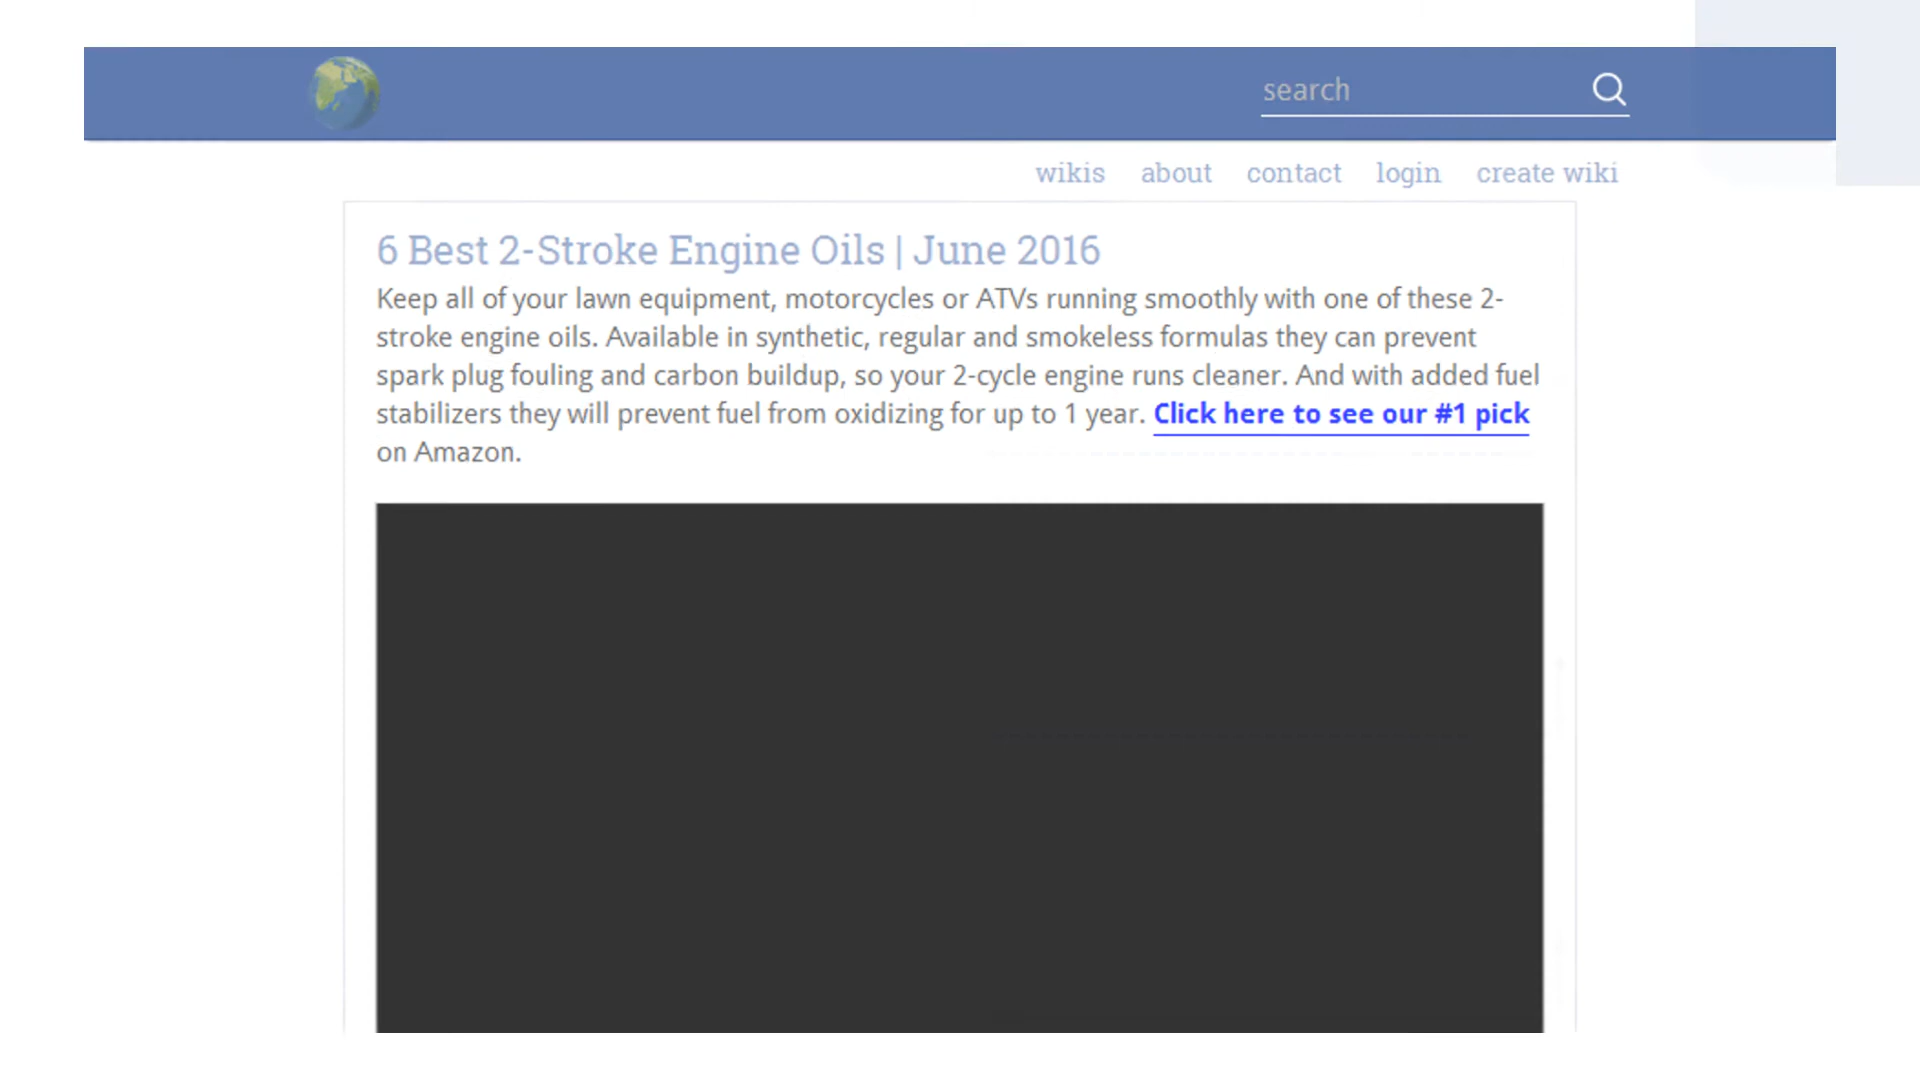 search
wikis about contact login create wiki
6 Best 2-Stroke Engine Oils | June 2016
Keep all of your lawn equipment, motorcycles or ATVs running smoothly with one of these 2-
stroke engine oils. Available in synthetic, regular and smokeless formulas they can prevent
spark plug fouling and carbon buildup, so your 2-cycle engine runs cleaner. And with added fuel
stabilizers they will prevent fuel from oxidizing for up to 1 year. Click here to see our #1 pick
on Amazon.